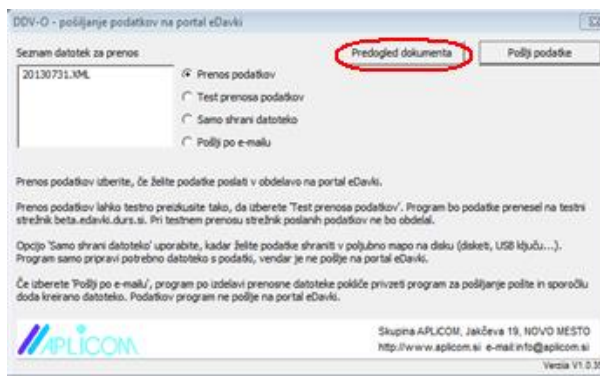 DDV-O - pošiljanje podatkov na portal eDavki
Seznam datotek za prenos
Predogled dokumenta
Pošlji podatke
20130731.XML
Prenos podatkov
Test prenosa podatkov
Samo shrani datoteko
Pošlji po e-mailu
Prenos podatkov izberite, če želite podatke poslati v obdelavo na portal eDavki.
Prenos podatkov lahko testno preizkusite tako, da izberete 'Test prenosa podatkov'. Program bo podatke prenesel na testni
strežnik beta.edavki.durs.si. Pri testnem prenosu strežnik poslanih podatkov ne bo obdelal.
Opcijo 'Samo shrani datoteko' uporabite, kadar želite podatke shraniti v poljubno mapo na disku (disketi, USB ključu...).
Program samo pripravi potrebno datoteko s podatki, vendar je ne pošlje na portal eDavki.
Če izberete 'Pošlji po e-mailu', program po izdelavi prenosne datoteke pokliče privzeti program za pošiljanje pošte in sporočilu
doda kreirano datoteko. Podatkov program ne pošlje na portal eDavki.
APLICOM
Skupina APLICOM, Jakčeva 19, NOVO MESTO
http://www.aplicom.si e-mail:info@aplicom.si
Verzija V1.0.35